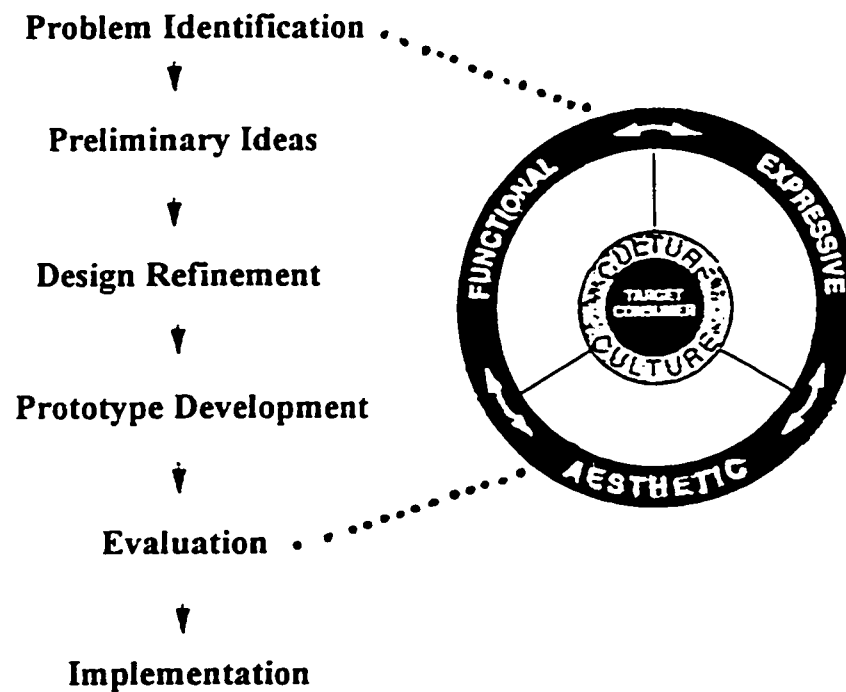 Problem Identification
Preliminary Ideas
Design Refinement
Prototype Development
Evaluation
Implementation
FUNCTIONAL
EXPRESSIVE
AESTHETIC
CULTURE
TARGET
CONSUMER
CULTURE